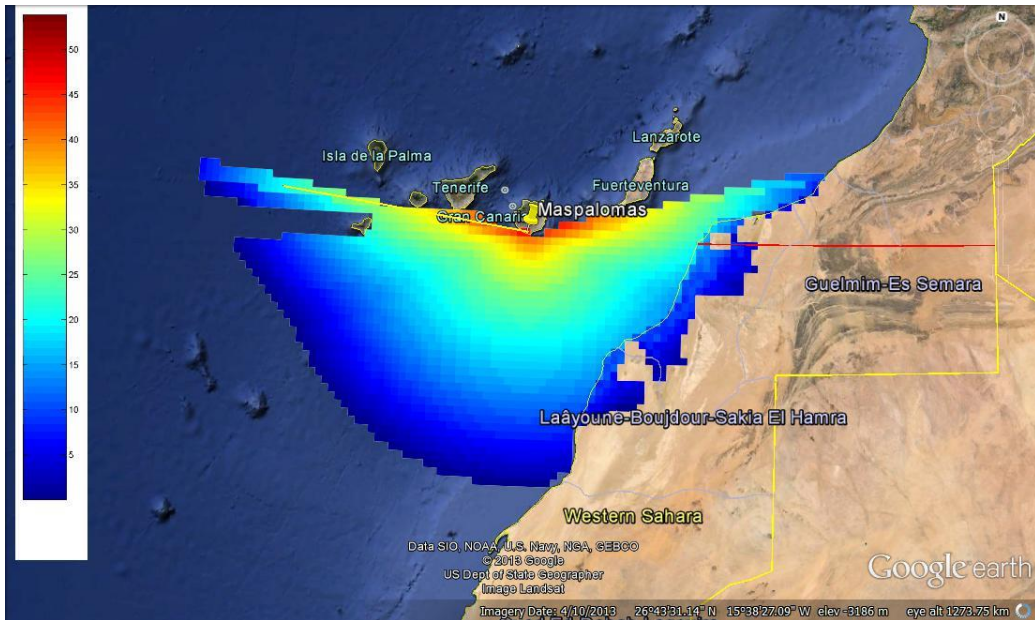 N
50
45
40
35
30
25
20
15
10
5
Lanzarote
Isla de la Palma
Tenerife
Fuerteventura
Gran Canaria
Maspalomas
Guelmim-Es Semara
Laâyoune-Boujdour-Sakia El Hamra
Western Sahara
Data SIO, NOAA, U.S. Navy, NGA, GEBCO
© 2013 Google
US Dept of State Geographer
Image Landsat
Google earth
Imagery Date: 4/10/2013 26°43'31.14" N 15°38'27.09" W elev -3186 m eye alt 1273.75 km